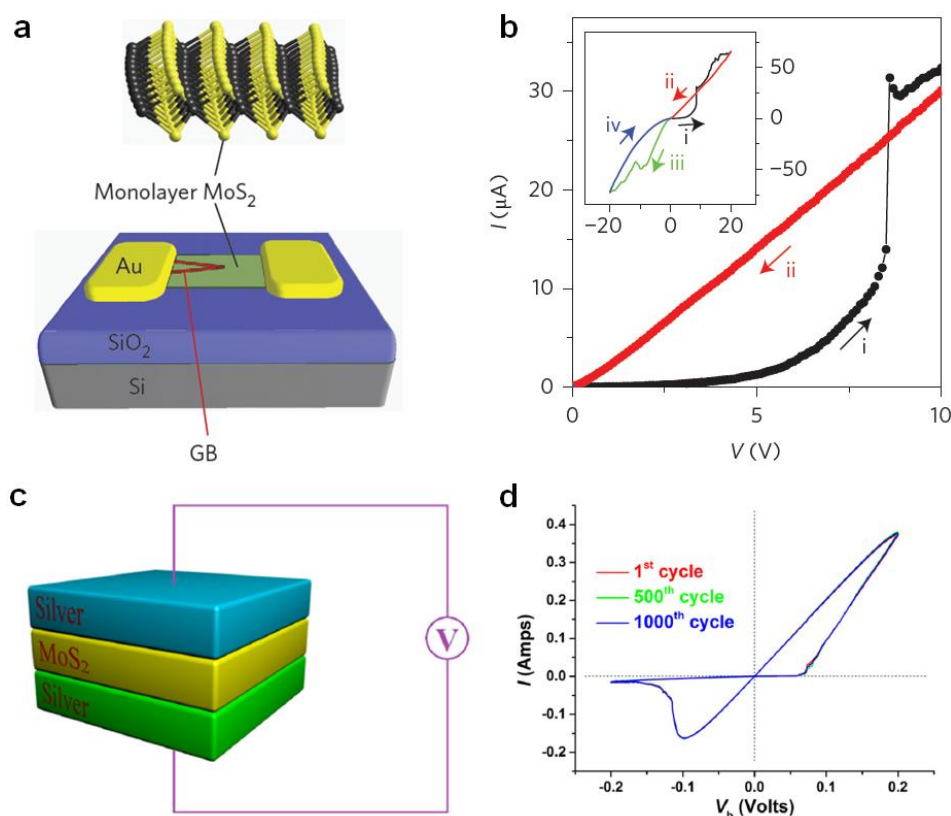 a
Monolayer MoS₂
Au
SiO₂
Si
GB
b
I (μA)
30
20
10
0
0
5
10
V (V)
ii
i
ii
i
iii
iv
50
0
−50
−20
0
20
c
Silver
MoS₂
Silver
V
d
1st cycle
500th cycle
1000th cycle
I (Amps)
0.4
0.3
0.2
0.1
0.0
-0.1
-0.2
-0.2
-0.1
0.0
0.1
0.2
V_b (Volts)